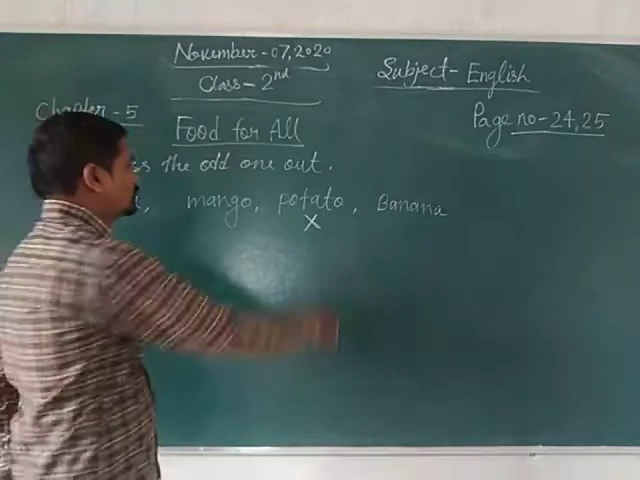 November - 07, 2020
Class - 2nd
Subject - English
Chapter - 5
Page no - 24, 25
Food for All
the odd one out.
, mango, potato, Banana
X